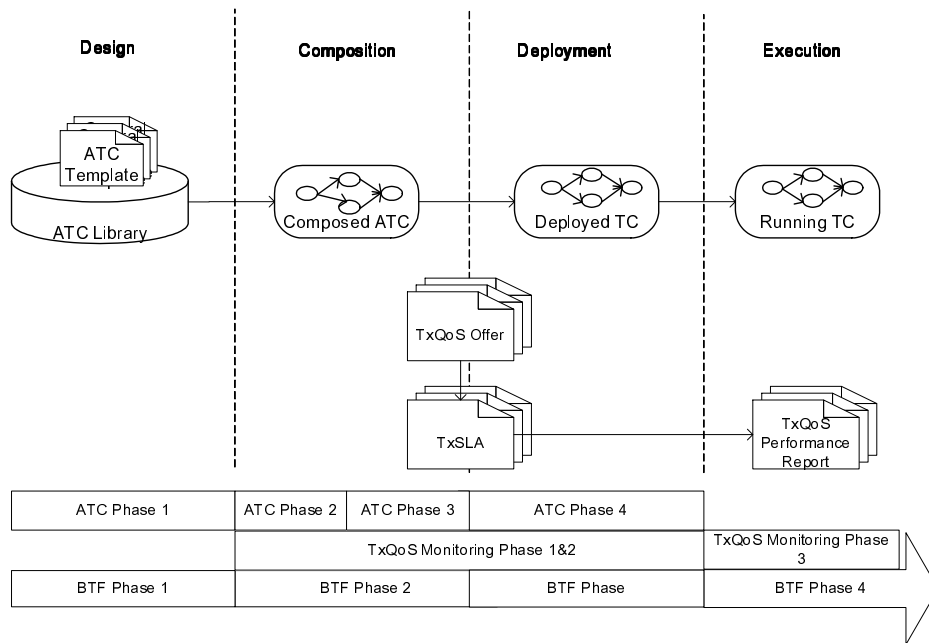 Design
Composition
Deployment
Execution
ATC
Template
ATC Library
Composed ATC
Deployed TC
Running TC
TxQoS Offer
TxSLA
TxQoS
Performance
Report
ATC Phase 1
ATC Phase 2
ATC Phase 3
ATC Phase 4
TxQoS Monitoring Phase 1&2
TxQoS Monitoring Phase
3
BTF Phase 1
BTF Phase 2
BTF Phase
BTF Phase 4